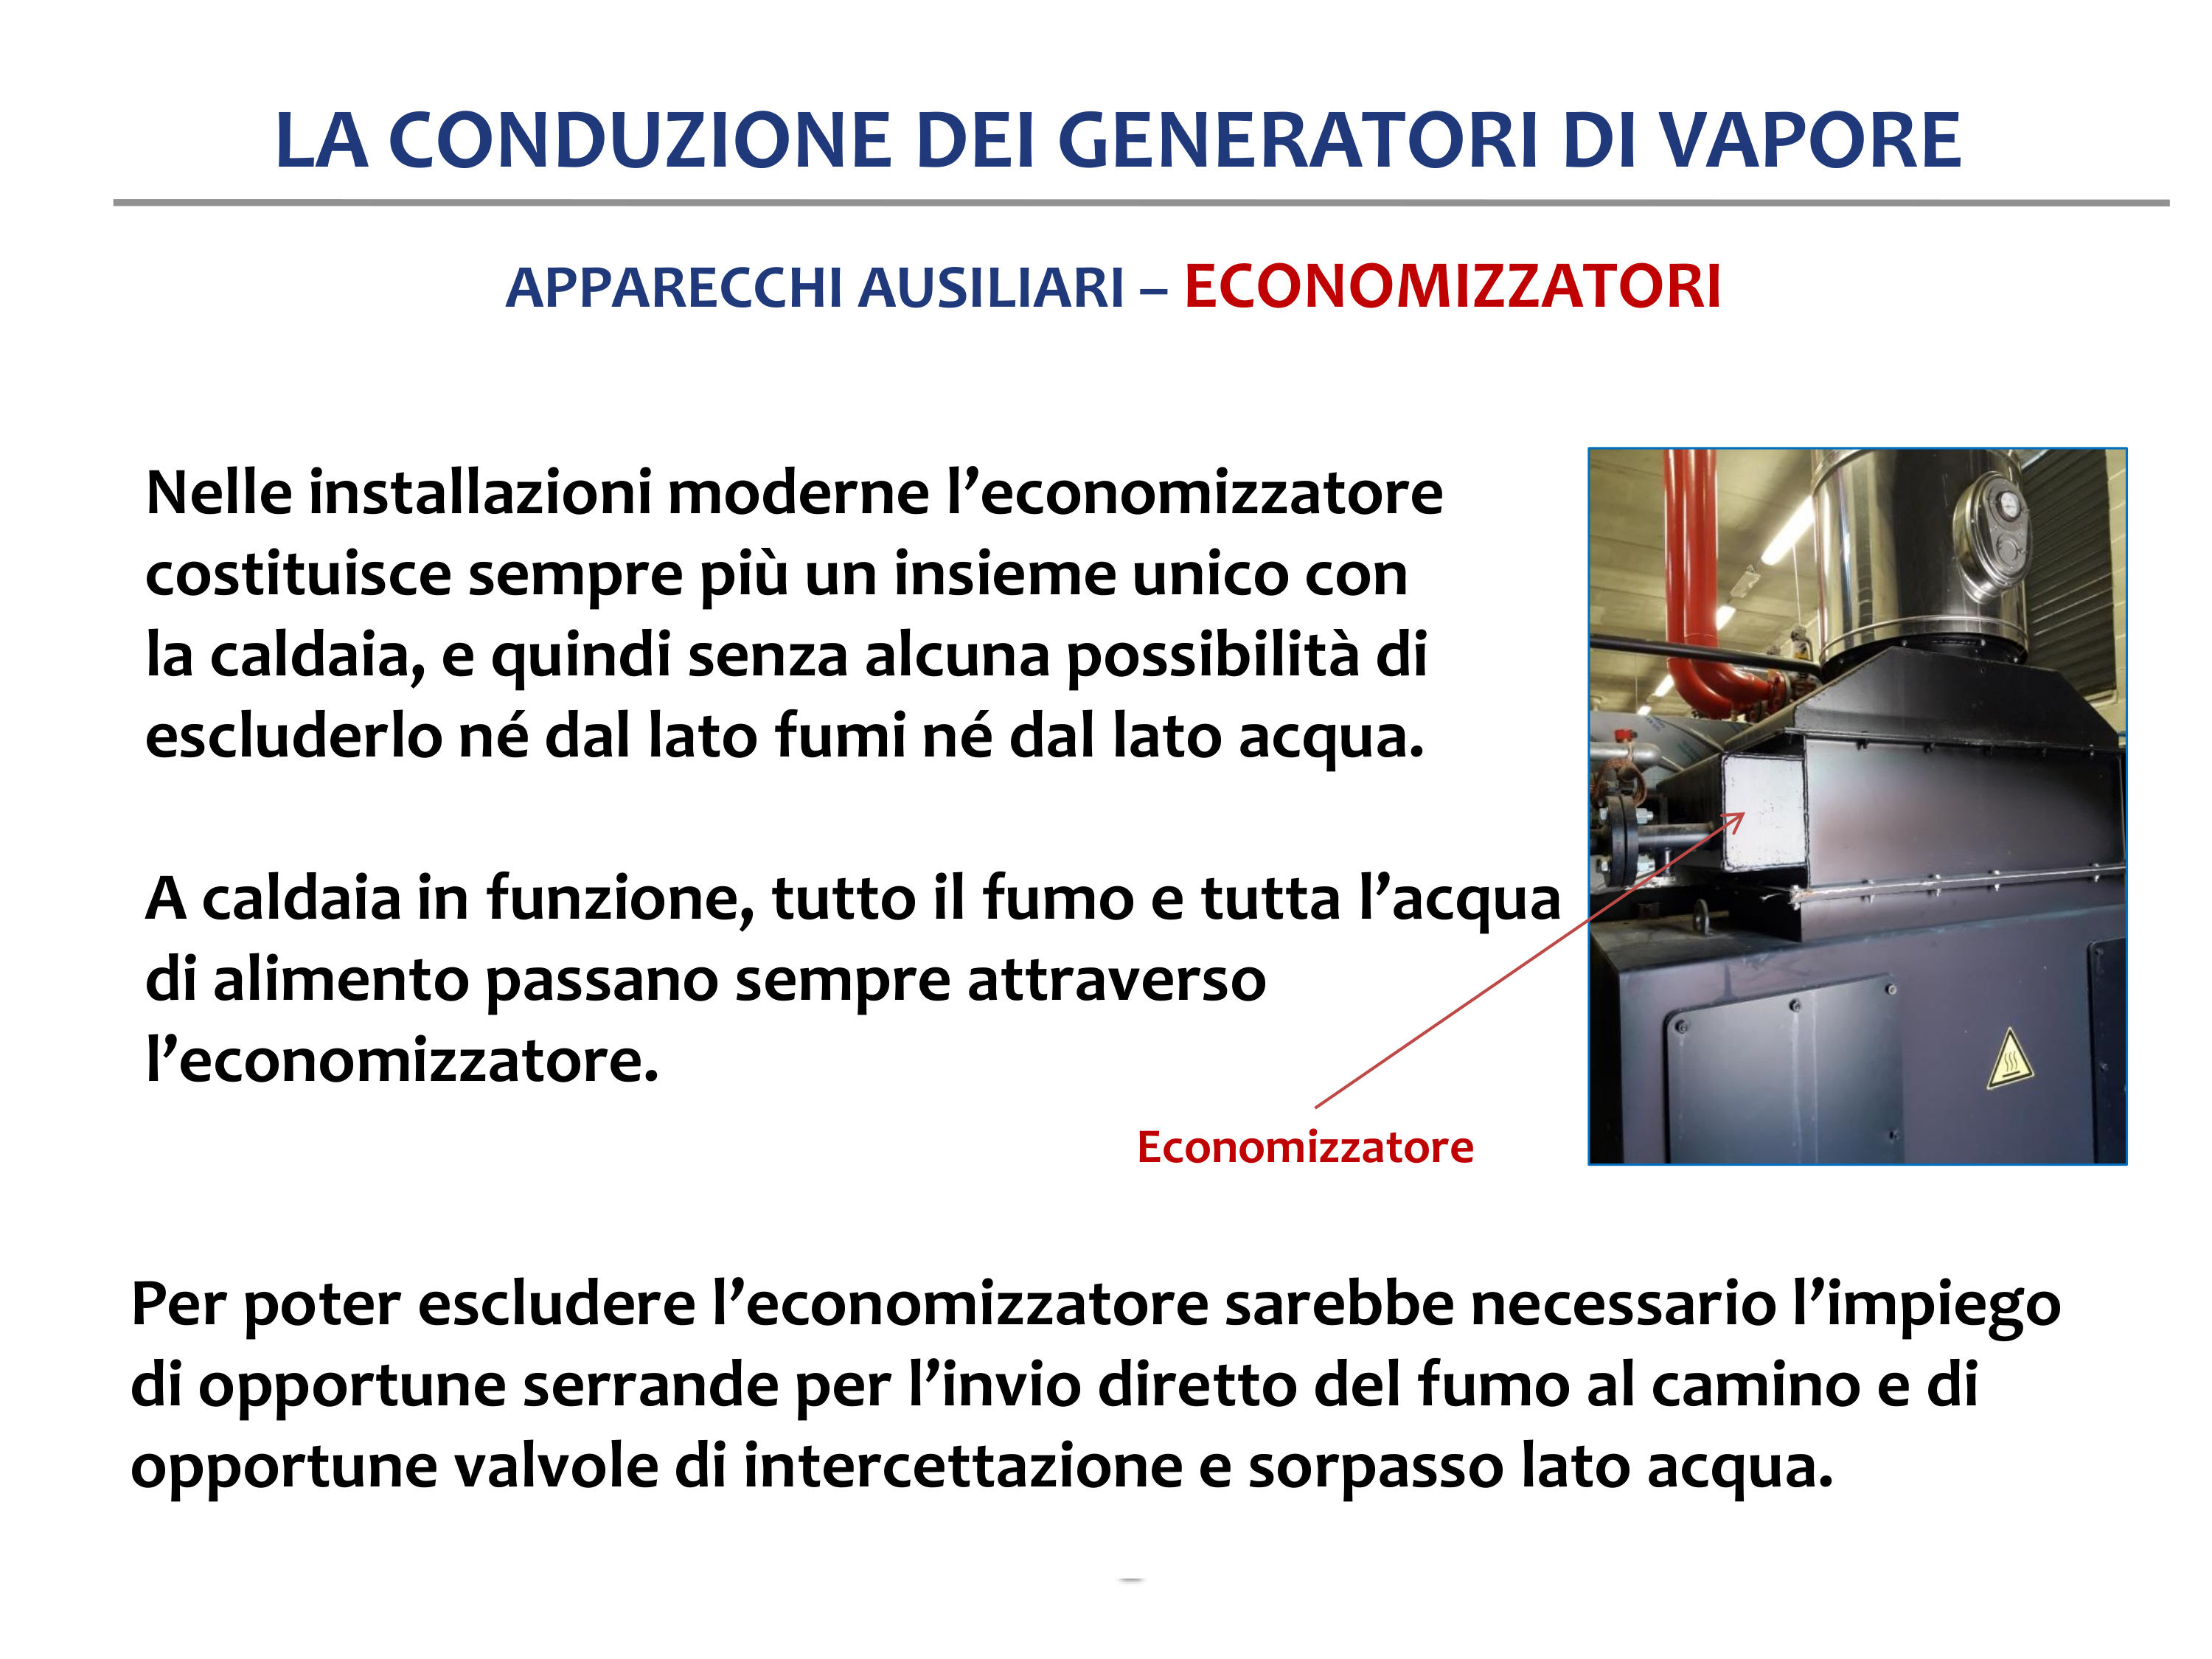 LA CONDUZIONE DEI GENERATORI DI VAPORE
APPARECCHI AUSILIARI – ECONOMIZZATORI
Nelle installazioni moderne l’economizzatore
costituisce sempre più un insieme unico con
la caldaia, e quindi senza alcuna possibilità di
escluderlo né dal lato fumi né dal lato acqua.
A caldaia in funzione, tutto il fumo e tutta l’acqua
di alimento passano sempre attraverso
l’economizzatore.
Economizzatore
Per poter escludere l’economizzatore sarebbe necessario l’impiego
di opportune serrande per l’invio diretto del fumo al camino e di
opportune valvole di intercettazione e sorpasso lato acqua.